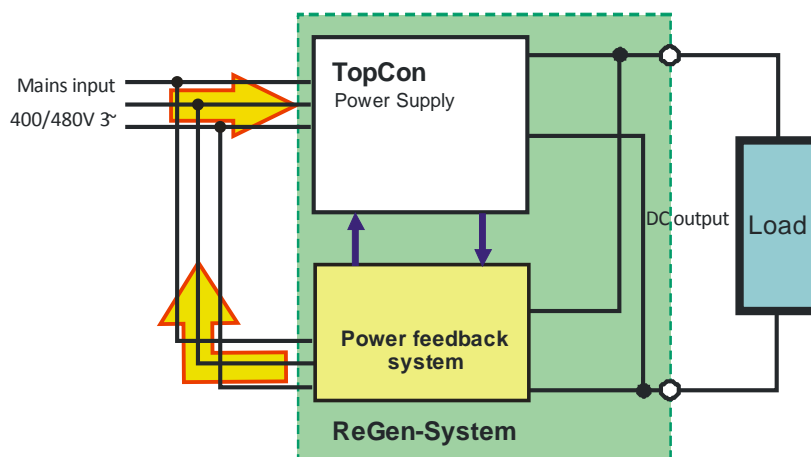 TopCon
Power Supply
Mains input
400/480V 3~
DC output
Load
Power feedback
system
ReGen-System